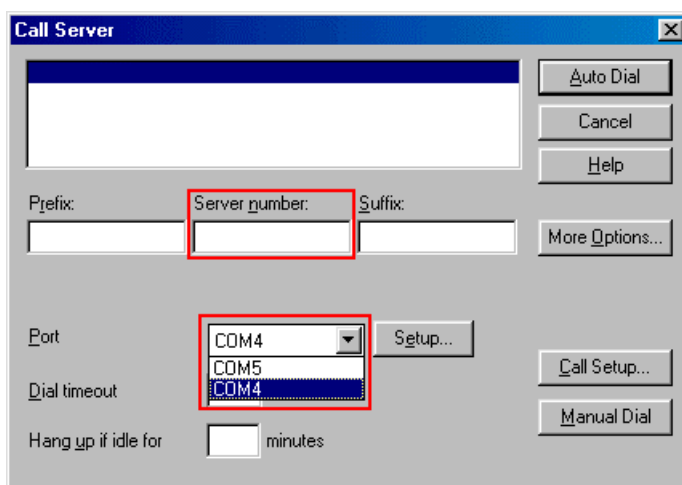 Call Server
Auto Dial
Cancel
Help
Prefix:
Server number:
Suffix:
More Options...
Port
COM4
Setup...
COM5
COM4
Call Setup...
Dial timeout
Manual Dial
Hang up if idle for
minutes